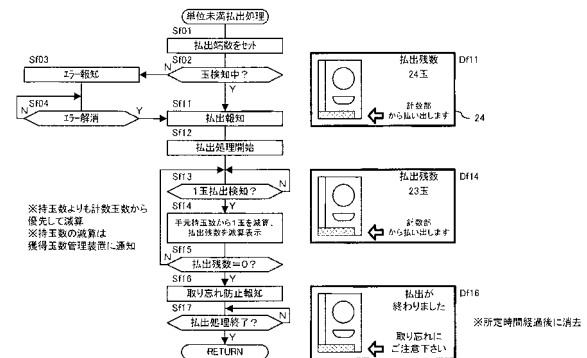 単位未満払出処理
Sf01
払出端数をセット
Sf02
Sf03
エラー報知
N
玉検知中?
Y
Sf04
N
エラー解消
Y
Sf11
払出報知
Sf12
払出処理開始
Sf13
1玉払出検知?
N
Y
Sf14
手元持玉数から1玉を減算、
払出残数を減算表示
Sf15
N
払出残数=0?
Y
Sf16
取り忘れ防止報知
Sf17
払出処理終了?
N
Y
RETURN
※持玉数よりも計数玉数から
優先して減算
※持玉数の減算は
獲得玉数管理装置に通知
払出残数
24玉
Df11
計数部
から払い出します
24
払出残数
23玉
Df14
計数部
から払い出します
払出が
終わりました
Df16
取り忘れに
ご注意下さい
※所定時間経過後に消去